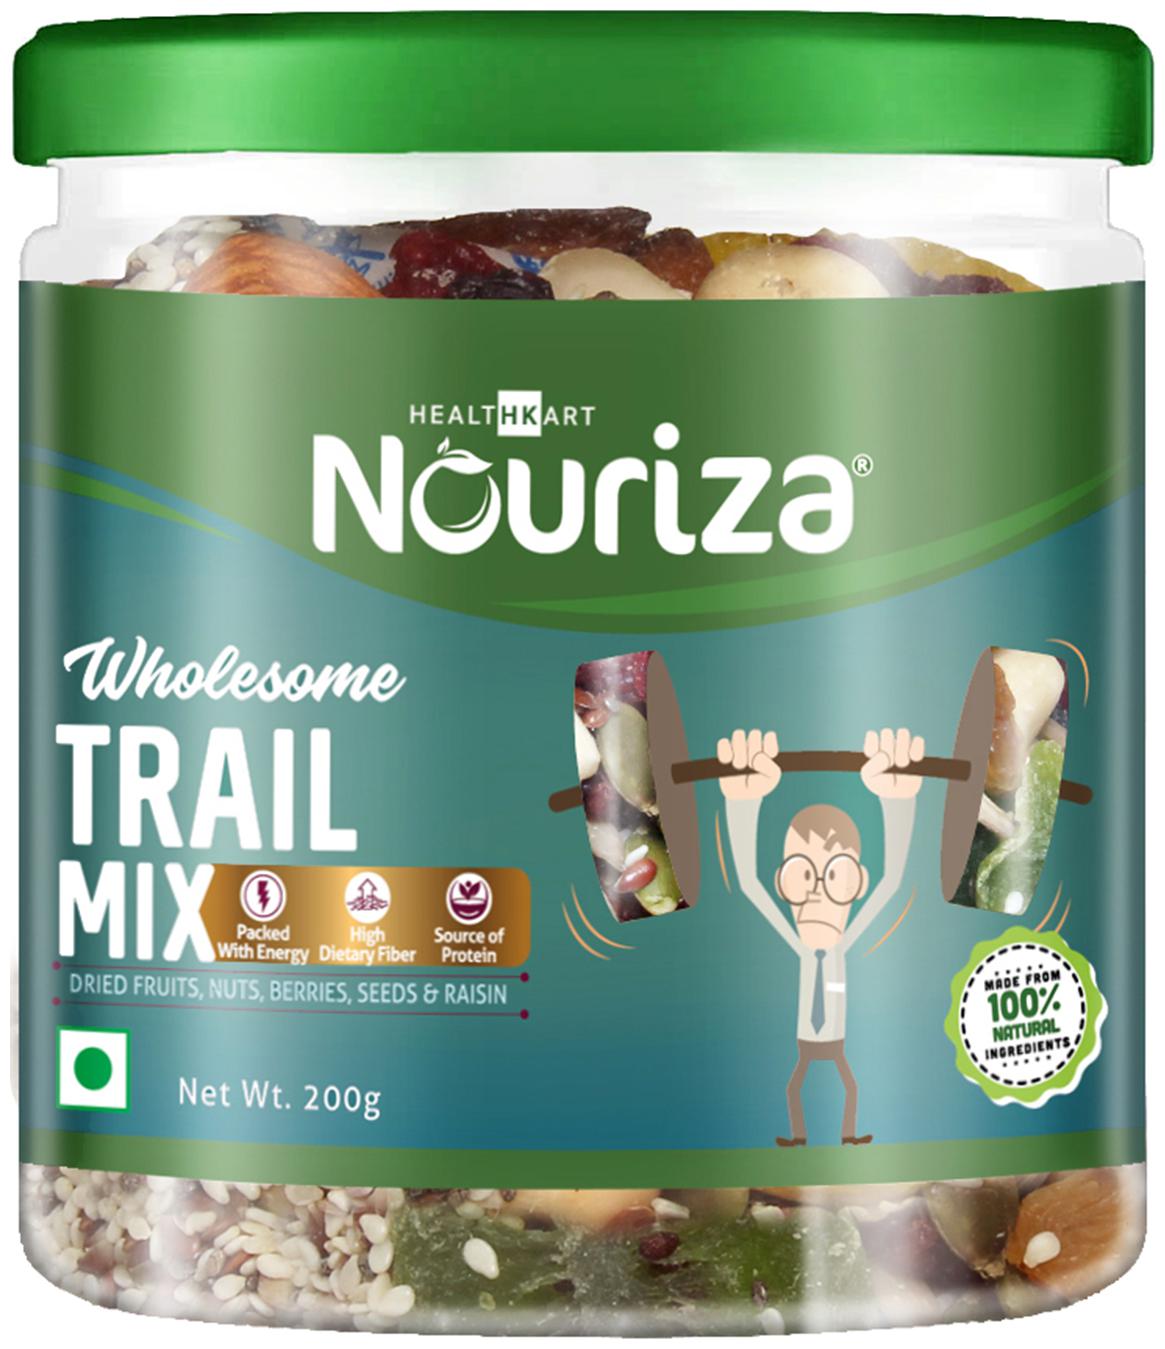 HEALTHKART
Nouriza®
Wholesome
TRAIL
MIX
Packed
With Energy
High
Dietary Fiber
Source of
Protein
DRIED FRUITS, NUTS, BERRIES, SEEDS & RAISIN
Net Wt. 200g
MADE FROM
100%
NATURAL
INGREDIENTS